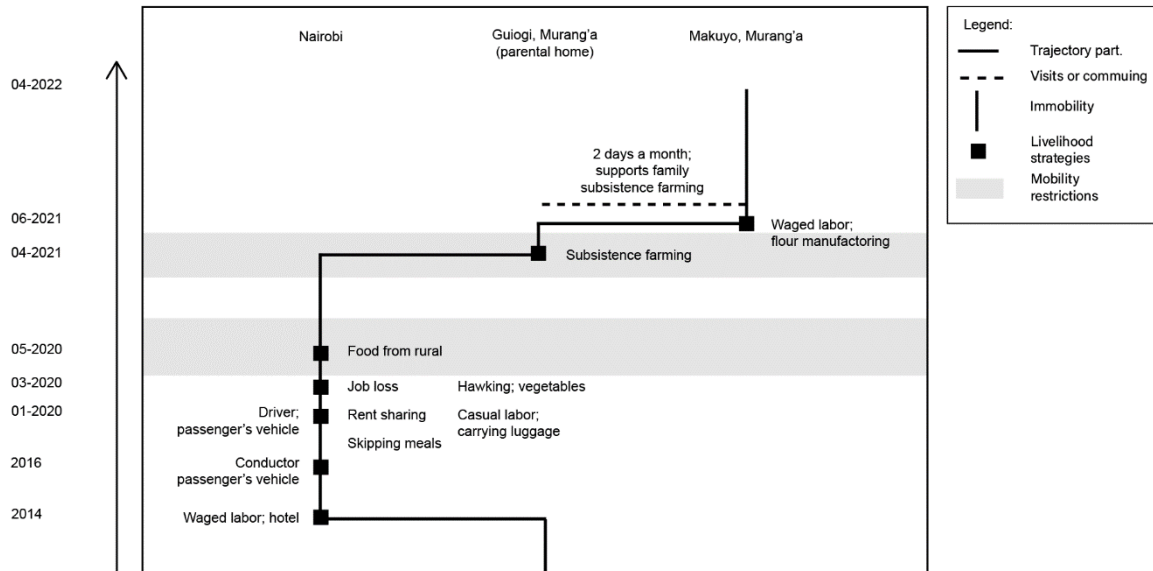 Nairobi
Guiogi, Murang'a
(parental home)
Makuyo, Murang'a
04-2022
2 days a month;
supports family
subsistence farming
06-2021
Waged labor;
flour manufactoring
04-2021
Subsistence farming
05-2020
Food from rural
03-2020
Job loss
Hawking; vegetables
01-2020
Driver;
passenger's vehicle
Rent sharing
Casual labor;
carrying luggage
Skipping meals
2016
Conductor
passenger's vehicle
2014
Waged labor; hotel
Legend:
Trajectory part.
Visits or commuing
Immobility
Livelihood
strategies
Mobility
restrictions